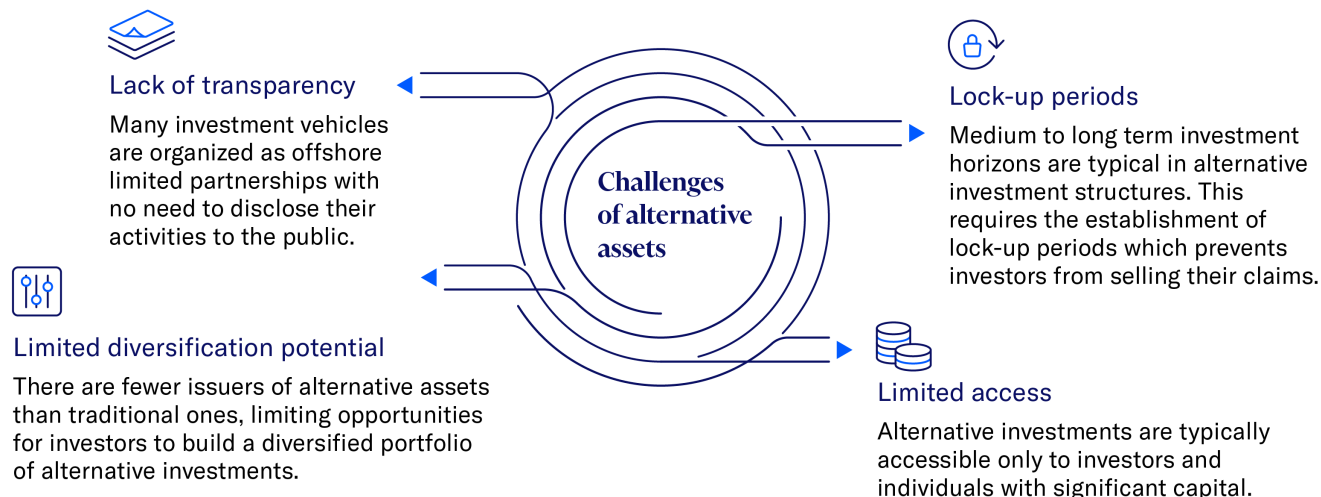 Lack of transparency
Many investment vehicles
are organized as offshore
limited partnerships with
no need to disclose their
activities to the public.
Lock-up periods
Medium to long term investment
horizons are typical in alternative
investment structures. This
requires the establishment of
lock-up periods which prevents
investors from selling their claims.
Challenges
of alternative
assets
Limited diversification potential
There are fewer issuers of alternative assets
than traditional ones, limiting opportunities
for investors to build a diversified portfolio
of alternative investments.
Limited access
Alternative investments are typically
accessible only to investors and
individuals with significant capital.